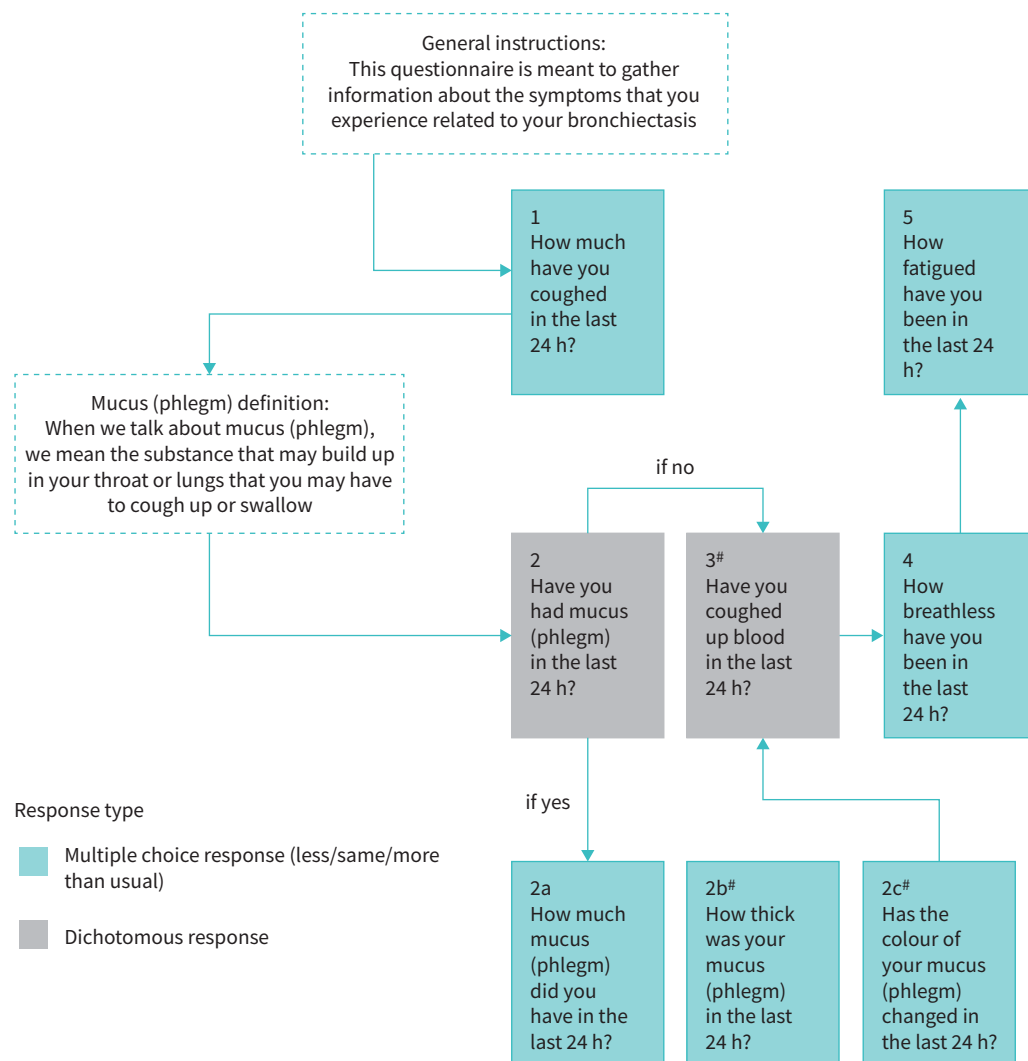 General instructions:
This questionnaire is meant to gather
information about the symptoms that you
experience related to your bronchiectasis
1
How much
have you
coughed
in the last
24 h?
5
How
fatigued
have you
been in
the last 24
h?
Mucus (phlegm) definition:
When we talk about mucus (phlegm),
we mean the substance that may build up
in your throat or lungs that you may have
to cough up or swallow
if no
2
Have you
had mucus
(phlegm)
in the last
24 h?
3#
Have you
coughed
up blood
in the last
24 h?
4
How
breathless
have you
been in
the last
24 h?
if yes
Response type
Multiple choice response (less/same/more
than usual)
Dichotomous response
2a
How much
mucus
(phlegm)
did you
have in the
last 24 h?
2b#
How thick
was your
mucus
(phlegm)
in the last
24 h?
2c#
Has the
colour of
your mucus
(phlegm)
changed in
the last 24 h?